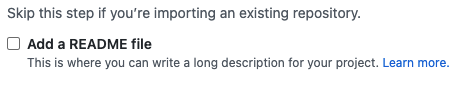 Skip this step if you’re importing an existing repository.
Add a README file
This is where you can write a long description for your project. Learn more.